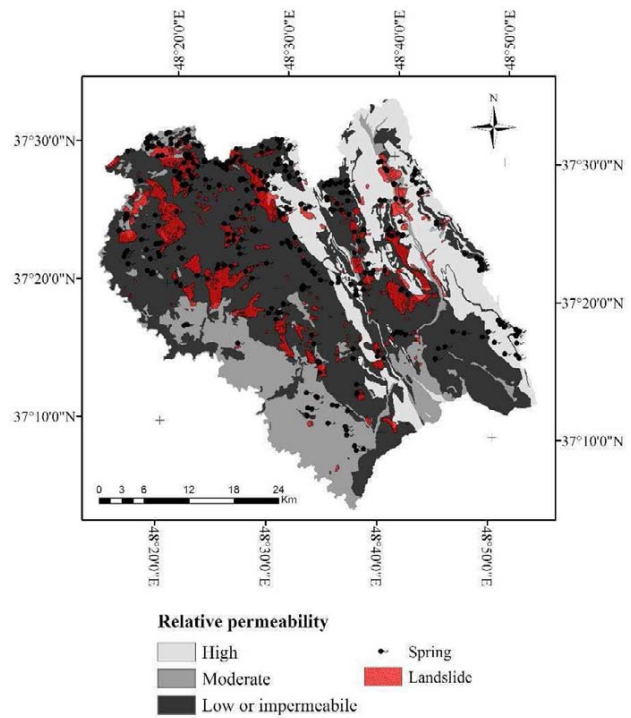 48°20'0"E
48°30'0"E
48°40'0"E
48°50'0"E
N
37°30'0"N
37°30'0"N
37°20'0"N
37°20'0"N
37°10'0"N
37°10'0"N
0 3 6 12 18 24
Km
48°20'0"E
48°30'0"E
48°40'0"E
48°50'0"E
Relative permeability
High
Spring
Moderate
Landslide
Low or impermeabile